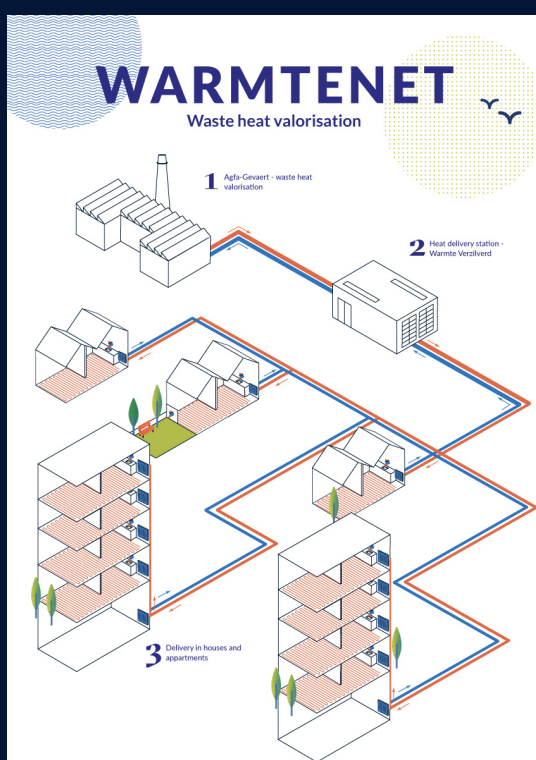 WARMTENET
Waste heat valorisation
1 Agfa-Gevaert - waste heat
valorisation
2 Heat delivery station -
Warmte Verzilverd
3 Delivery in houses and
appartments